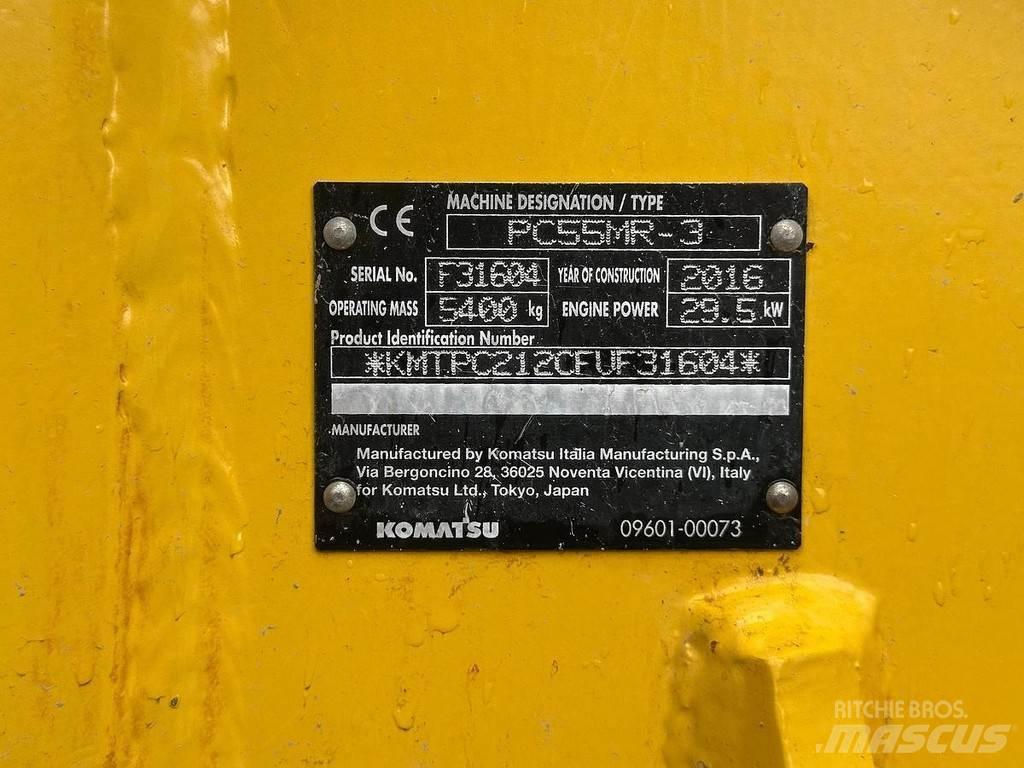 CE MACHINE DESIGNATION / TYPE
PC55MR-3
SERIAL No. F31604 YEAR OF CONSTRUCTION 2016
OPERATING MASS 5400 kg ENGINE POWER 29.5 kW
Product Identification Number
*KMTPC212CFVF31604*
MANUFACTURER
Manufactured by Komatsu Italia Manufacturing S.p.A.,
Via Bergoncino 28, 36025 Noventa Vicentina (VI), Italy
for Komatsu Ltd., Tokyo, Japan
KOMATSU 09601-00073
RITCHIE BROS.
MASCUS